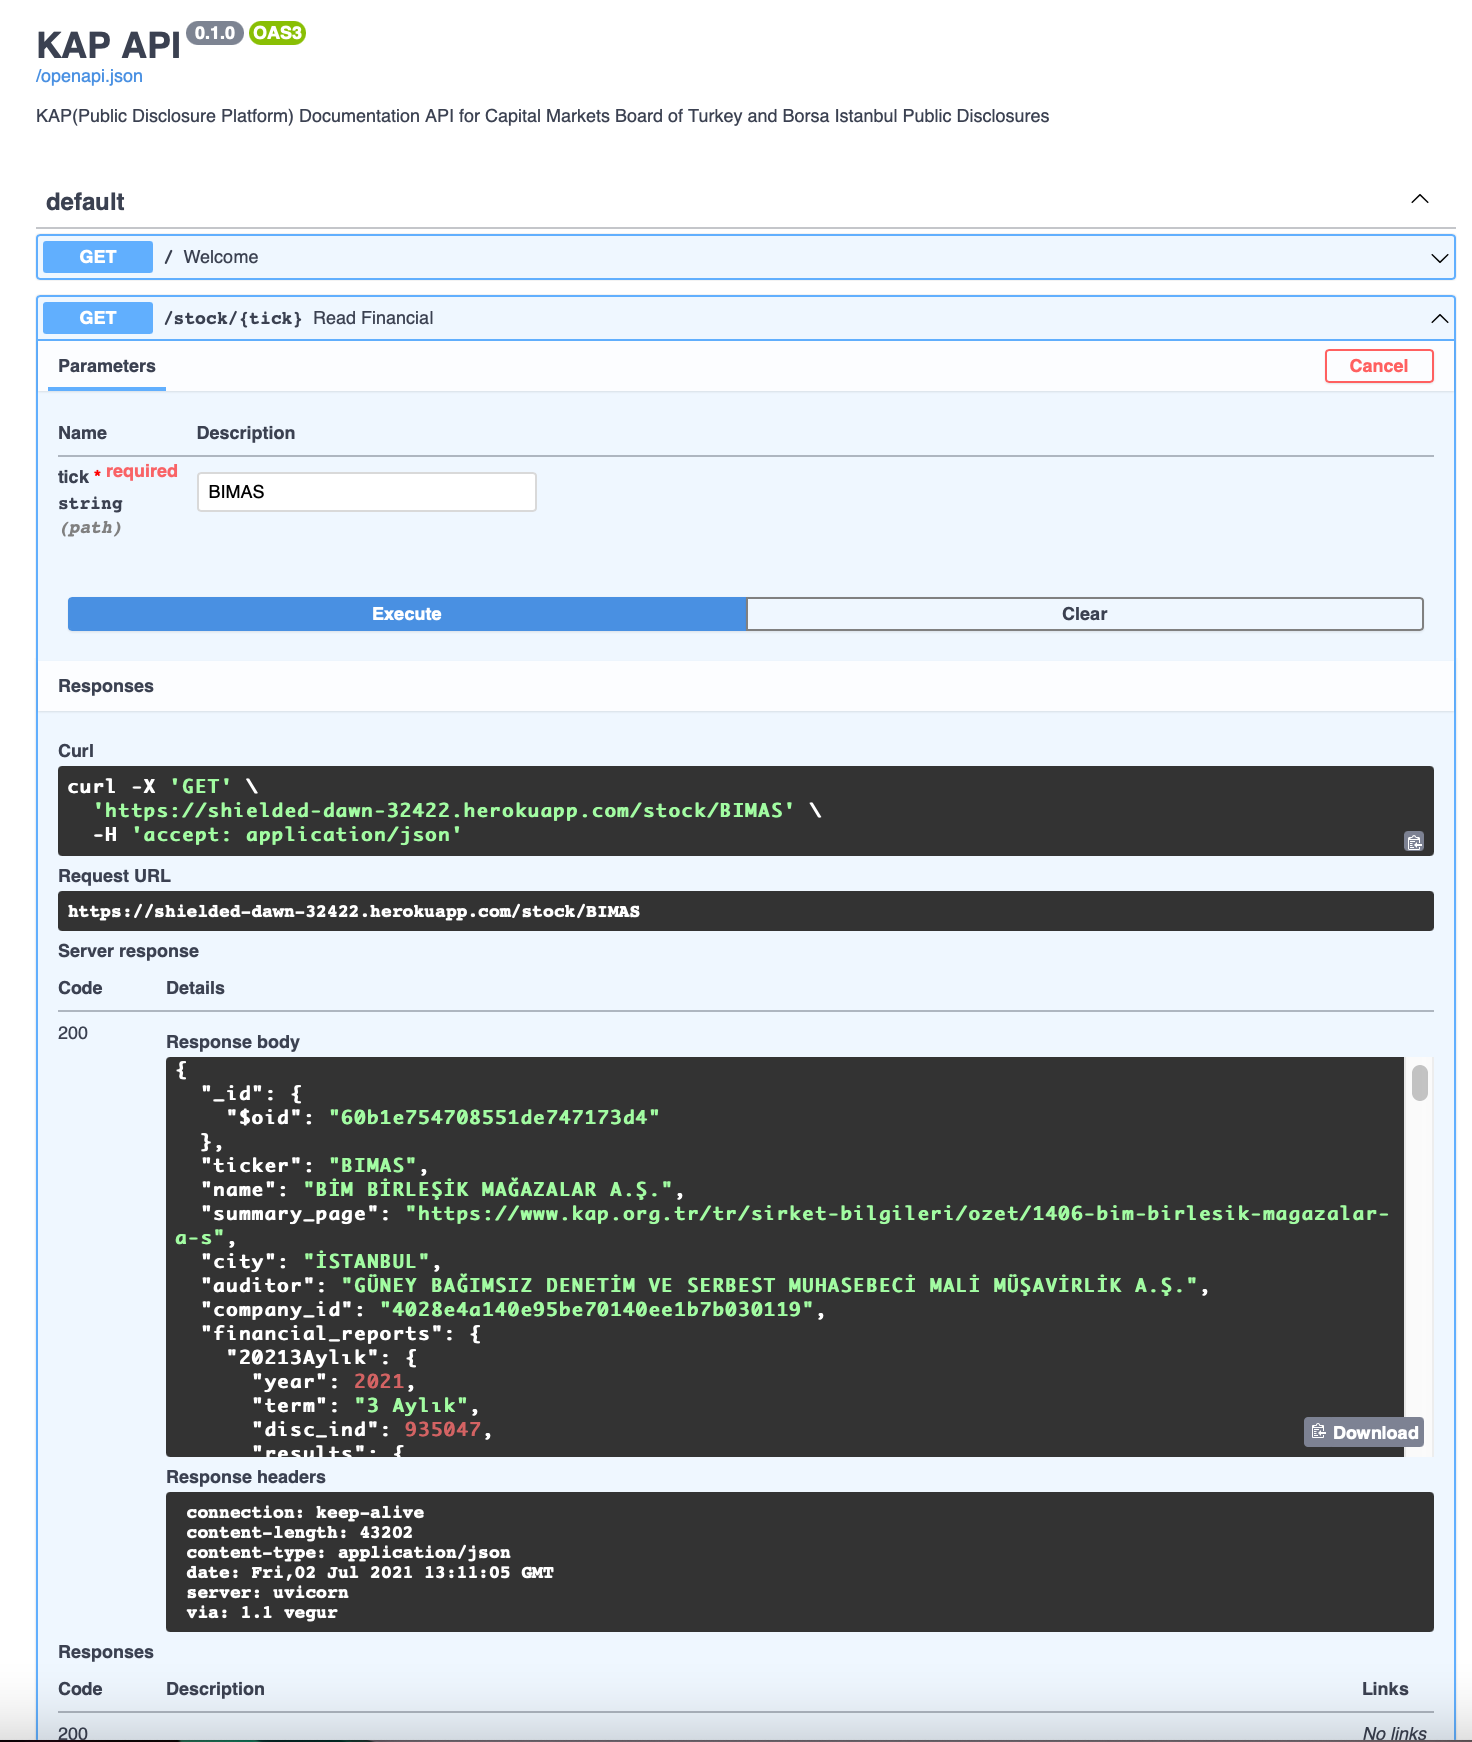 KAP API 0.1.0 OAS3
/openapi.json
KAP(Public Disclosure Platform) Documentation API for Capital Markets Board of Turkey and Borsa Istanbul Public Disclosures
default
GET / Welcome
GET /stock/{tick} Read Financial
Parameters Cancel
Name Description
tick * required
string
(path)
BIMAS
Execute Clear
Responses
Curl
curl -X 'GET' \
  'https://shielded-dawn-32422.herokuapp.com/stock/BIMAS' \
  -H 'accept: application/json'
Request URL
https://shielded-dawn-32422.herokuapp.com/stock/BIMAS
Server response
Code Details
200
Response body
{
  "_id": {
    "$oid": "60b1e754708551de747173d4"
  },
  "ticker": "BIMAS",
  "name": "BİM BİRLEŞİK MAĞAZALAR A.Ş.",
  "summary_page": "https://www.kap.org.tr/tr/sirket-bilgileri/ozet/1406-bim-birlesik-magazalar-
a-s",
  "city": "İSTANBUL",
  "auditor": "GÜNEY BAĞIMSIZ DENETİM VE SERBEST MUHASEBECİ MALİ MÜŞAVİRLİK A.Ş.",
  "company_id": "4028e4a140e95be70140ee1b7b030119",
  "financial_reports": {
    "20213Aylık": {
      "year": 2021,
      "term": "3 Aylık",
      "disc_ind": 935047,
      "results": {
Download
Response headers
connection: keep-alive
content-length: 43202
content-type: application/json
date: Fri,02 Jul 2021 13:11:05 GMT
server: uvicorn
via: 1.1 vegur
Responses
Code Description Links
200 No links